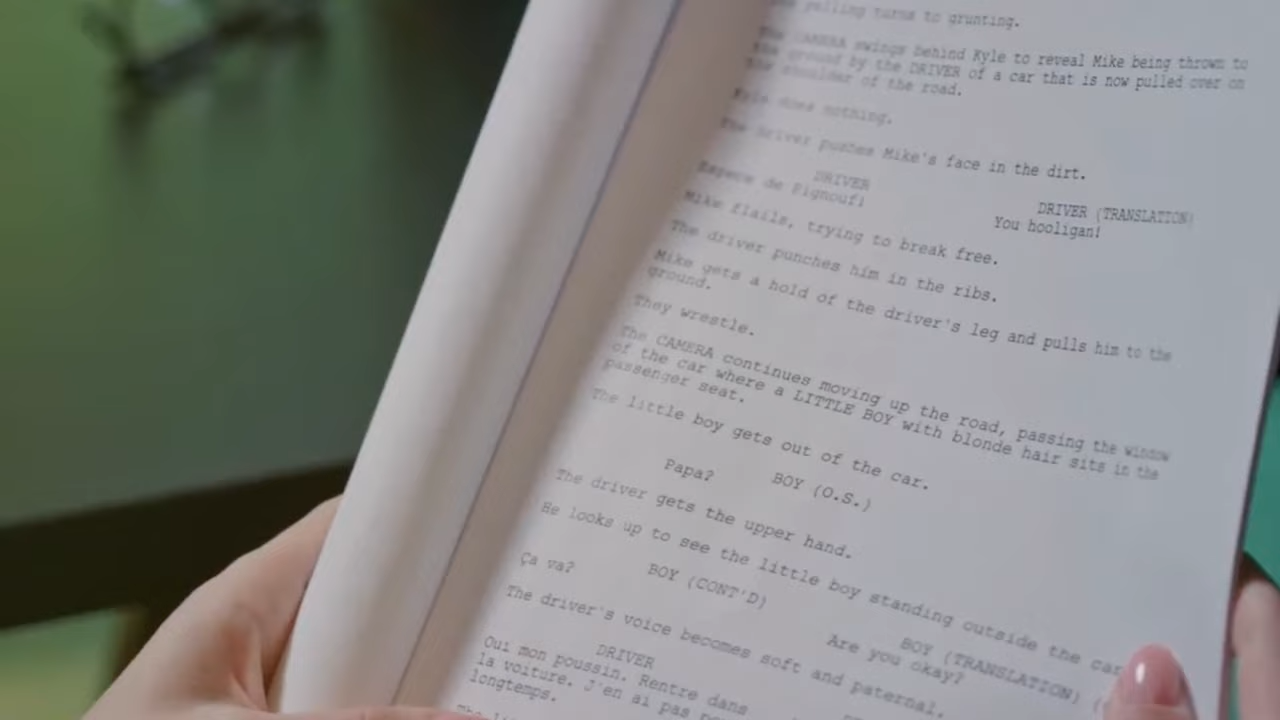 yelling turns to grunting.
The CAMERA swings behind Kyle to reveal Mike being thrown to
the ground by the DRIVER of a car that is now pulled over on
the shoulder of the road.
Kyle does nothing.
The Driver pushes Mike's face in the dirt.
DRIVER
Espece de Pignouf!
DRIVER (TRANSLATION)
You hooligan!
Mike flails, trying to break free.
The driver punches him in the ribs.
Mike gets a hold of the driver's leg and pulls him to the
ground.
They wrestle.
The CAMERA continues moving up the road, passing the window
of the car where a LITTLE BOY with blonde hair sits in the
passenger seat.
The little boy gets out of the car.
BOY (O.S.)
Papa?
The driver gets the upper hand.
He looks up to see the little boy standing outside the car
BOY (CONT'D)
Ça va?
BOY (TRANSLATION)
Are you okay?
The driver's voice becomes soft and paternal.
DRIVER
Oui mon poussin. Rentre dans
la voiture. J'en ai pas
longtemps.